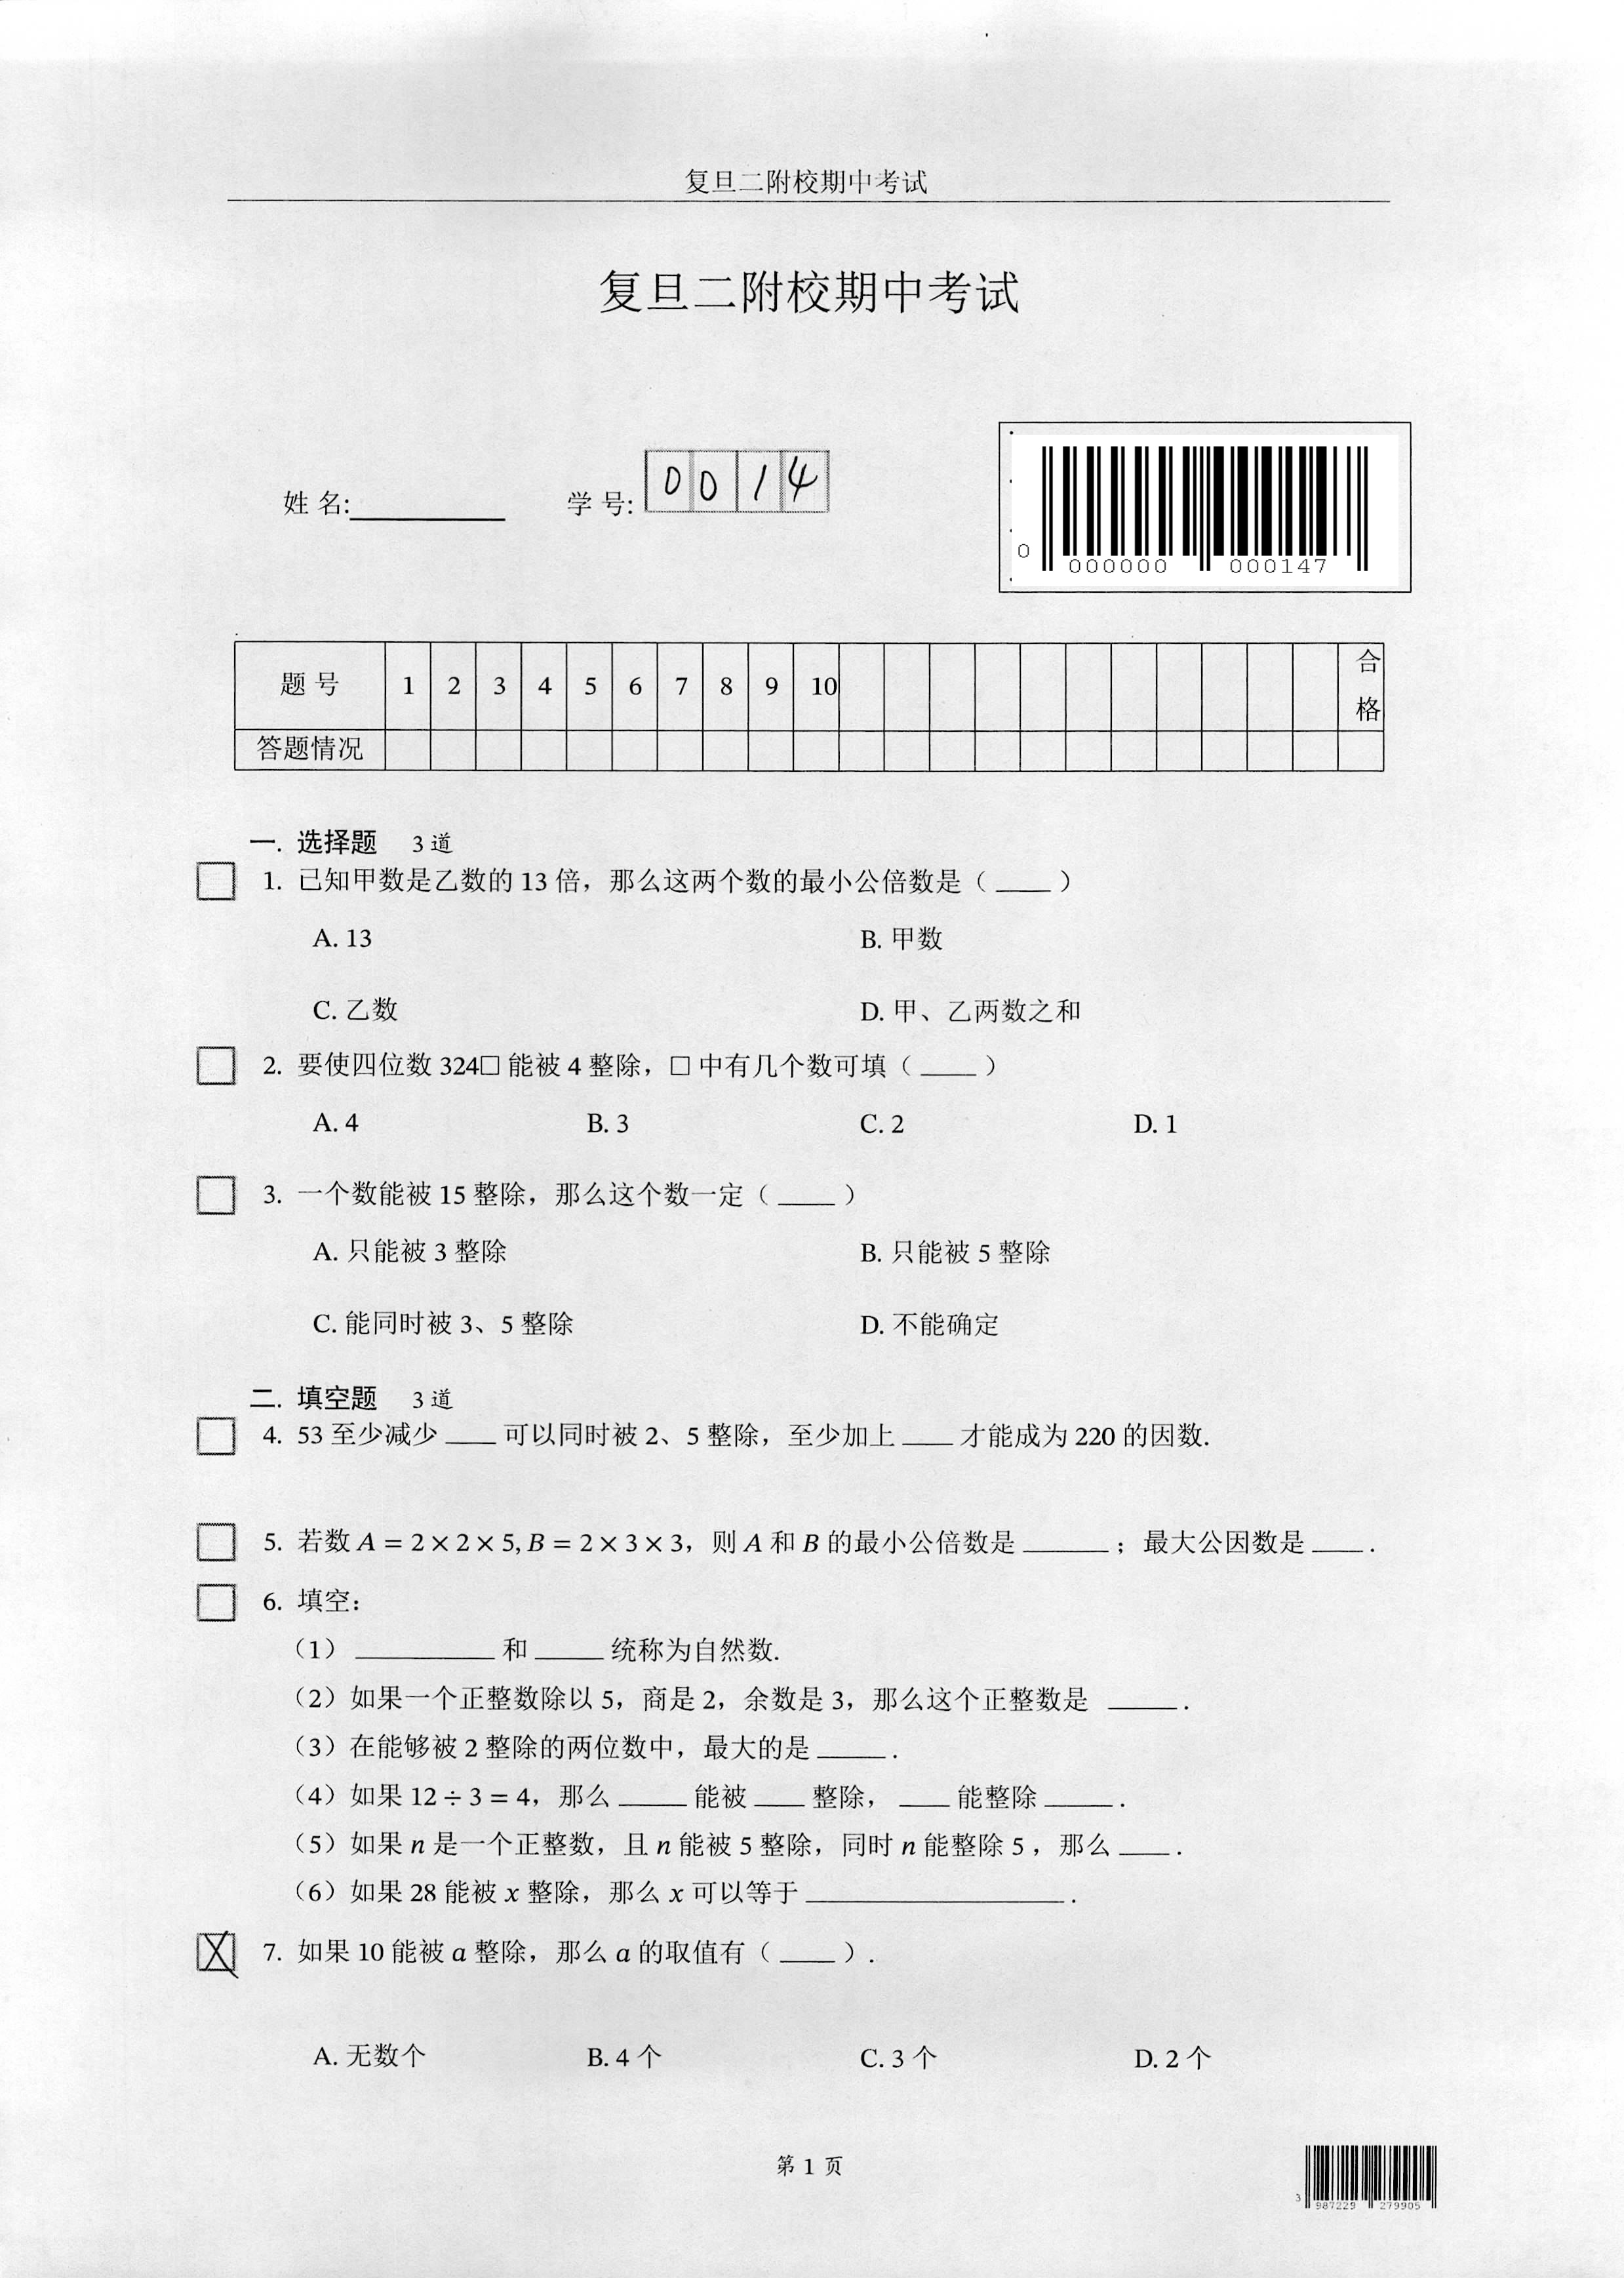 复旦二附校期中考试
复旦二附校期中考试
姓 名:__________ 学 号: 0 0 1 4
0 000000 000147
题 号 1 2 3 4 5 6 7 8 9 10 合格
答题情况
一. 选择题 3 道
1. 已知甲数是乙数的 13 倍，那么这两个数的最小公倍数是（ ____ ）
A. 13 B. 甲数
C. 乙数 D. 甲、乙两数之和
2. 要使四位数 324□ 能被 4 整除，□ 中有几个数可填（ ____ ）
A. 4 B. 3 C. 2 D. 1
3. 一个数能被 15 整除，那么这个数一定（ ____ ）
A. 只能被 3 整除 B. 只能被 5 整除
C. 能同时被 3、5 整除 D. 不能确定
二. 填空题 3 道
4. 53 至少减少 ____ 可以同时被 2、5 整除，至少加上 ____ 才能成为 220 的因数.
5. 若数 A = 2 × 2 × 5, B = 2 × 3 × 3，则 A 和 B 的最小公倍数是 ______ ；最大公因数是 ____ .
6. 填空：
（1） __________ 和 _____ 统称为自然数.
（2）如果一个正整数除以 5，商是 2，余数是 3，那么这个正整数是 _____ .
（3）在能够被 2 整除的两位数中，最大的是 _____ .
（4）如果 12 ÷ 3 = 4，那么 _____ 能被 ____ 整除， ____ 能整除 _____ .
（5）如果 n 是一个正整数，且 n 能被 5 整除，同时 n 能整除 5 ，那么 ____ .
（6）如果 28 能被 x 整除，那么 x 可以等于 ___________________ .
X 7. 如果 10 能被 a 整除，那么 a 的取值有（ ____ ）.
A. 无数个 B. 4 个 C. 3 个 D. 2 个
第 1 页
3 987229 279905